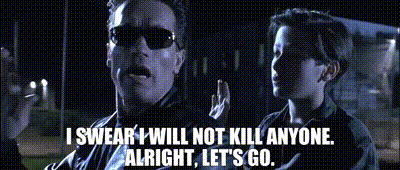 I SWEAR I WILL NOT KILL ANYONE.
ALRIGHT, LET'S GO.